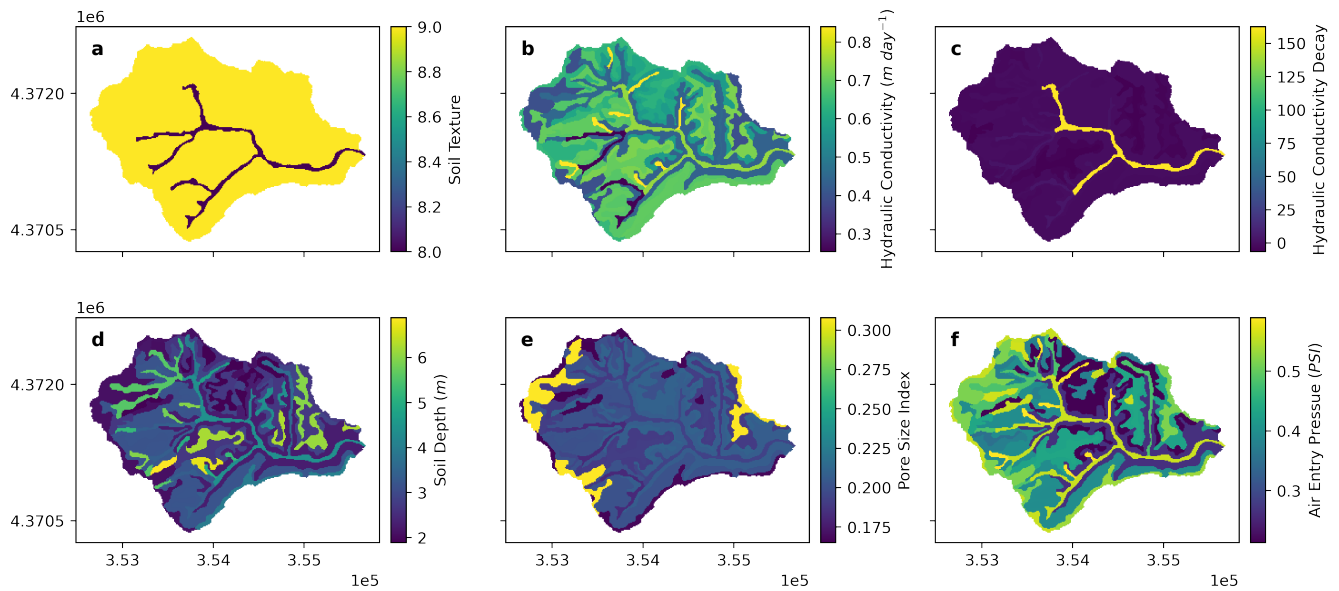 1e6
a
4.3720
4.3705
9.0
8.8
8.6
8.4
8.2
8.0
Soil Texture
b
0.8
0.7
0.6
0.5
0.4
0.3
Hydraulic Conductivity (m day⁻¹)
c
150
125
100
75
50
25
0
Hydraulic Conductivity Decay
1e6
d
4.3720
4.3705
3.53
3.54
3.55
1e5
6
5
4
3
2
Soil Depth (m)
e
3.53
3.54
3.55
1e5
0.300
0.275
0.250
0.225
0.200
0.175
Pore Size Index
f
3.53
3.54
3.55
1e5
0.5
0.4
0.3
Air Entry Pressue (PSI)